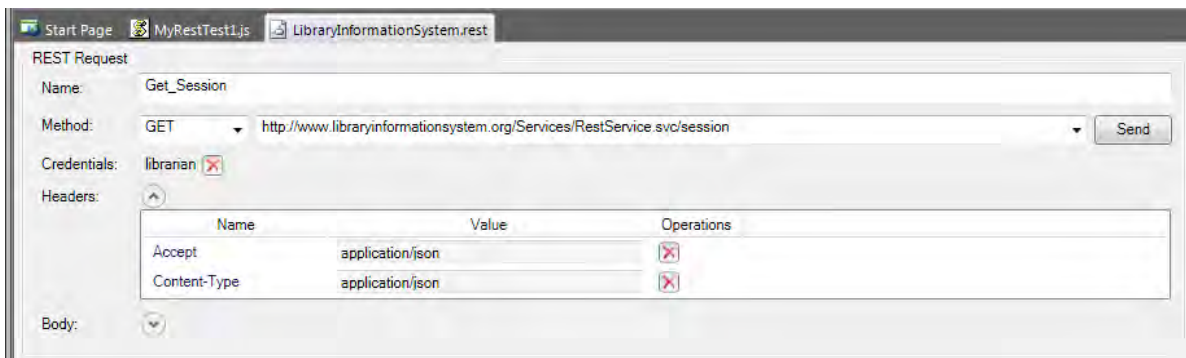 Start Page MyRestTest1.js LibraryInformationSystem.rest
REST Request
Name: Get_Session
Method: GET http://www.libraryinformationsystem.org/Services/RestService.svc/session Send
Credentials: librarian
Headers:
Name Value Operations
Accept application/json
Content-Type application/json
Body: